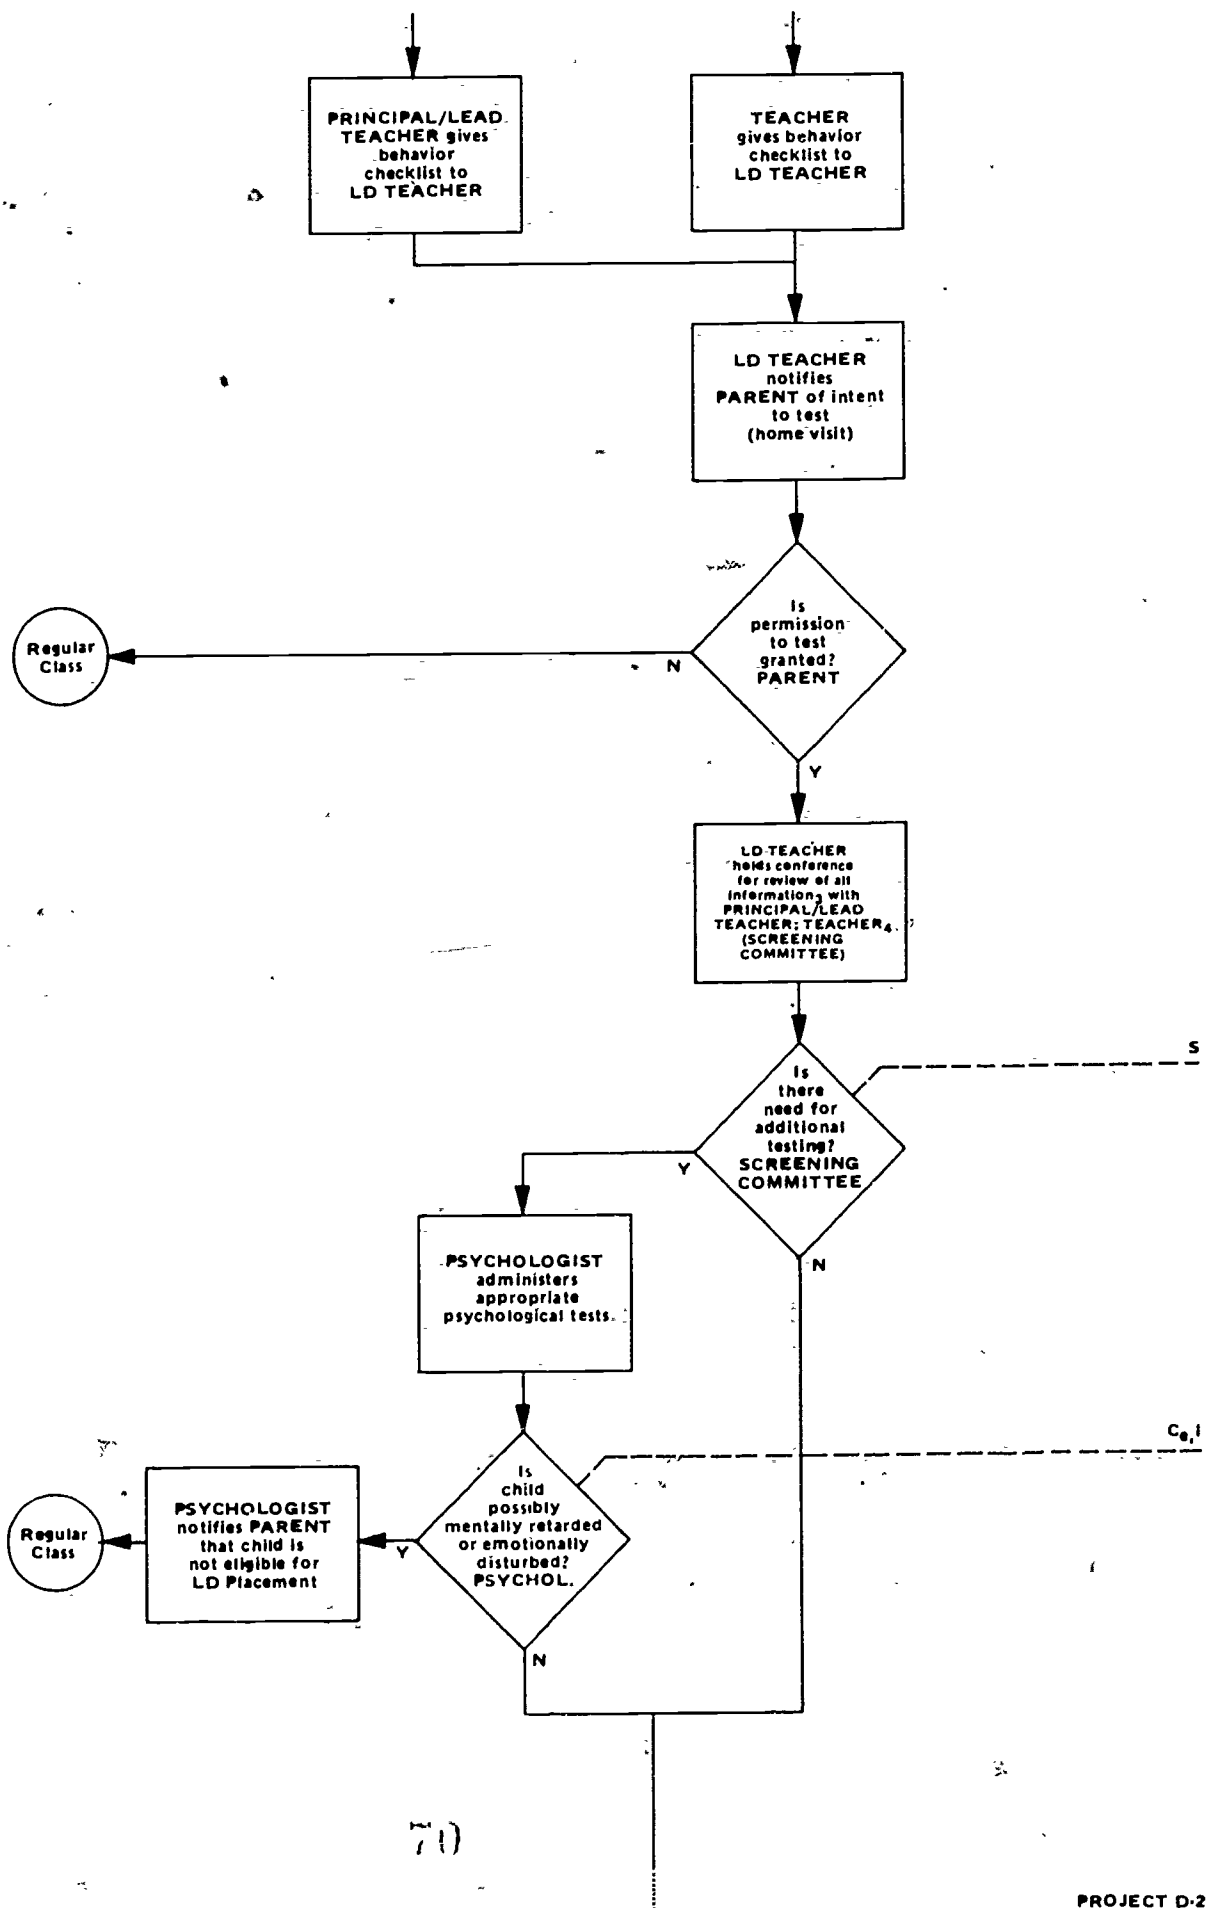 PRINCIPAL/LEAD
TEACHER gives
behavior
checklist to
LD TEACHER
TEACHER
gives behavior
checklist to
LD TEACHER
LD TEACHER
notifies
PARENT of intent
to test
(home visit)
Is
permission
to test
granted?
PARENT
N
Regular
Class
Y
LD TEACHER
holds conference
for review of all
information3 with
PRINCIPAL/LEAD
TEACHER; TEACHER4.
(SCREENING
COMMITTEE)
S
Is
there
need for
additional
testing?
SCREENING
COMMITTEE
Y
N
PSYCHOLOGIST
administers
appropriate
psychological tests.
Ce, i
Is
child
possibly
mentally retarded
or emotionally
disturbed?
PSYCHOL.
Y
PSYCHOLOGIST
notifies PARENT
that child is
not eligible for
LD Placement
Regular
Class
N
70
PROJECT D-2